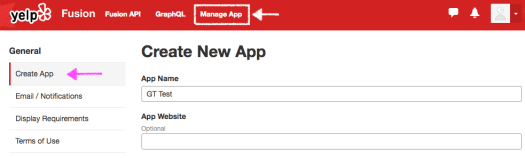 yelp Fusion Fusion API GraphQL Manage App
General
Create App
Email / Notifications
Display Requirements
Terms of Use
Create New App
App Name
GT Test
App Website
Optional